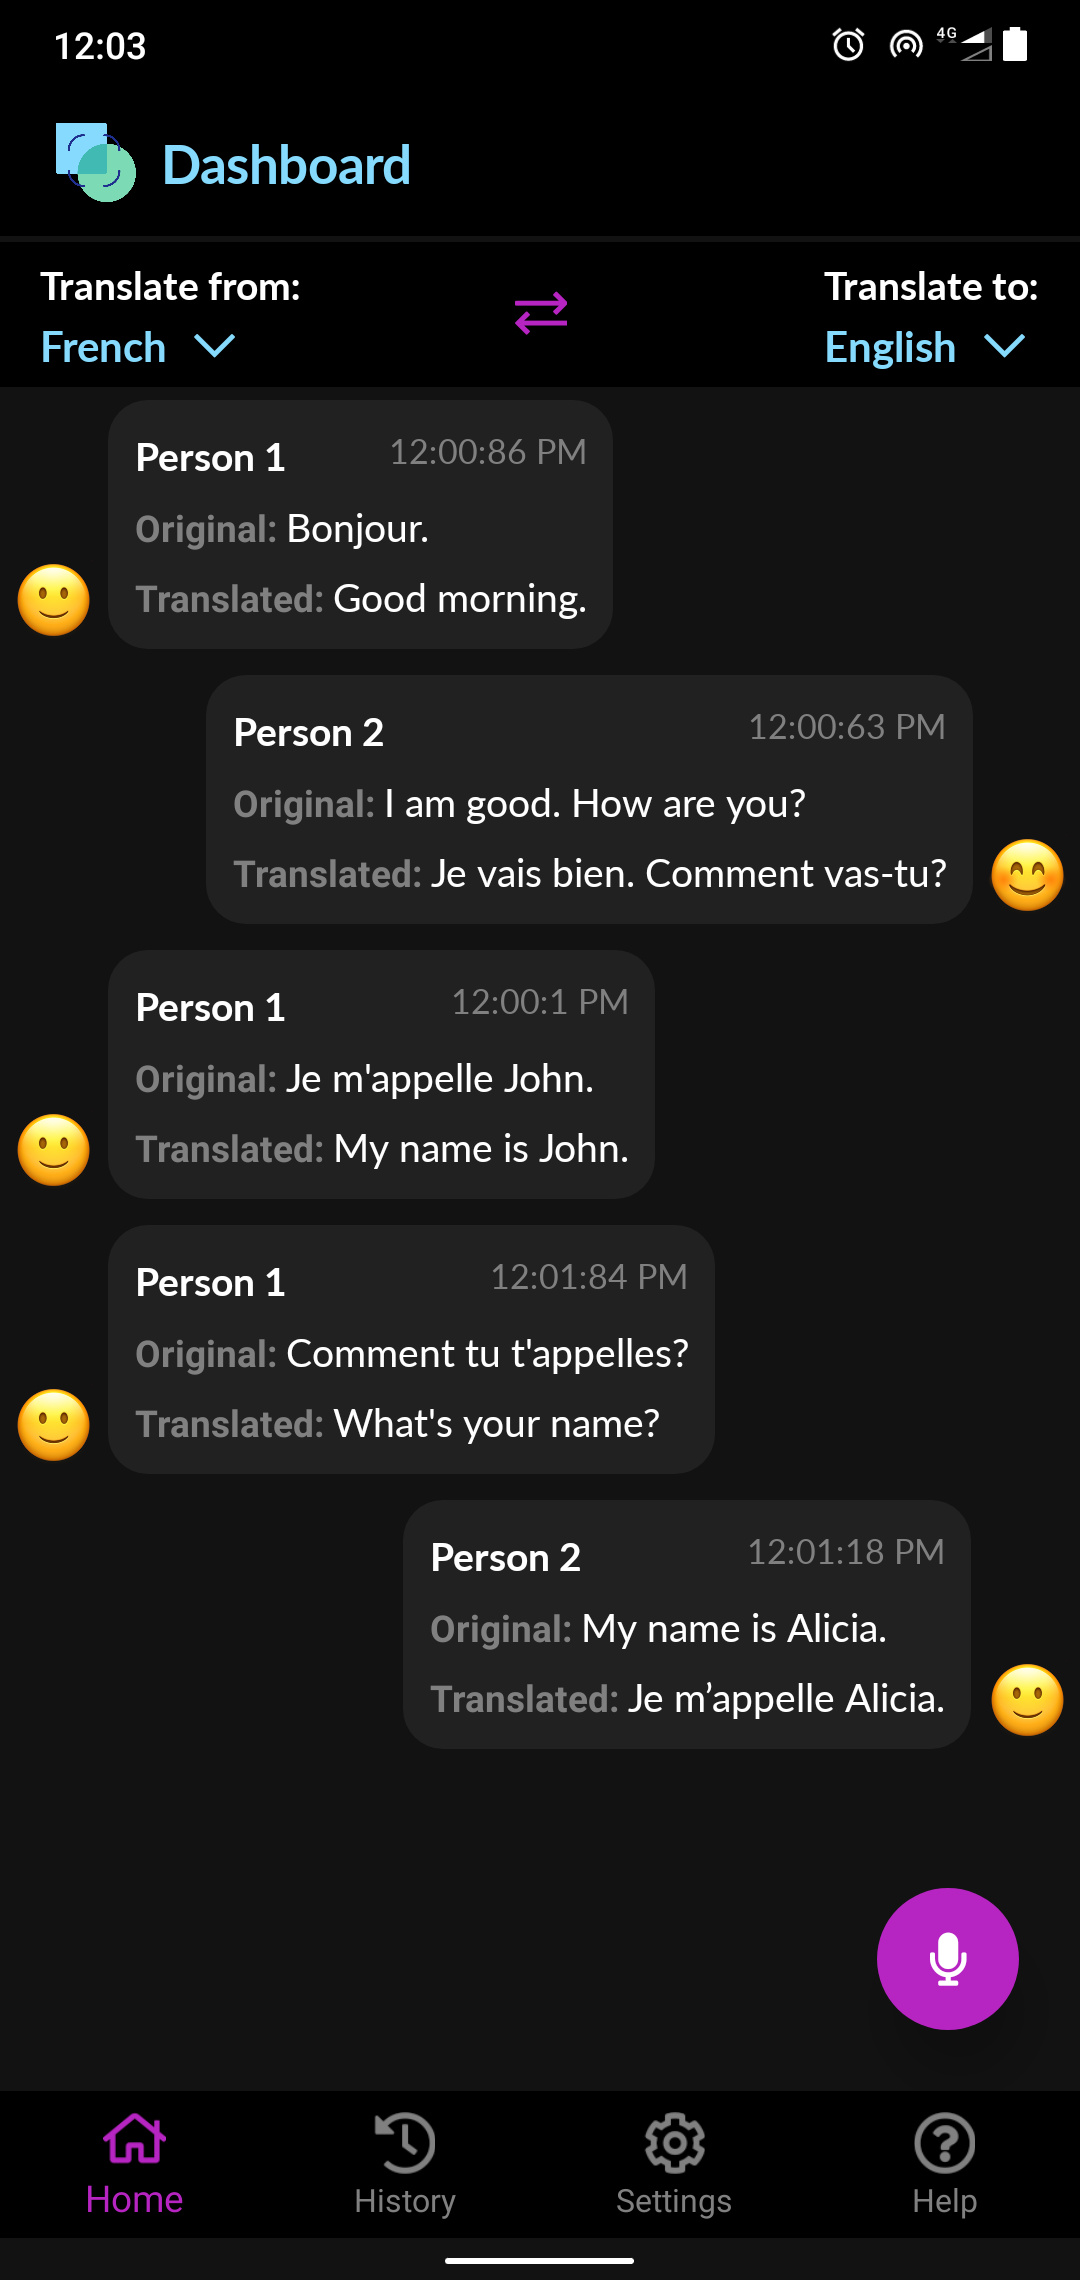 12:03
4G
Dashboard
Translate from:
Translate to:
French
English
Person 1 12:00:86 PM
Original: Bonjour.
Translated: Good morning.
Person 2 12:00:63 PM
Original: I am good. How are you?
Translated: Je vais bien. Comment vas-tu?
Person 1 12:00:1 PM
Original: Je m'appelle John.
Translated: My name is John.
Person 1 12:01:84 PM
Original: Comment tu t'appelles?
Translated: What's your name?
Person 2 12:01:18 PM
Original: My name is Alicia.
Translated: Je m’appelle Alicia.
Home
History
Settings
Help